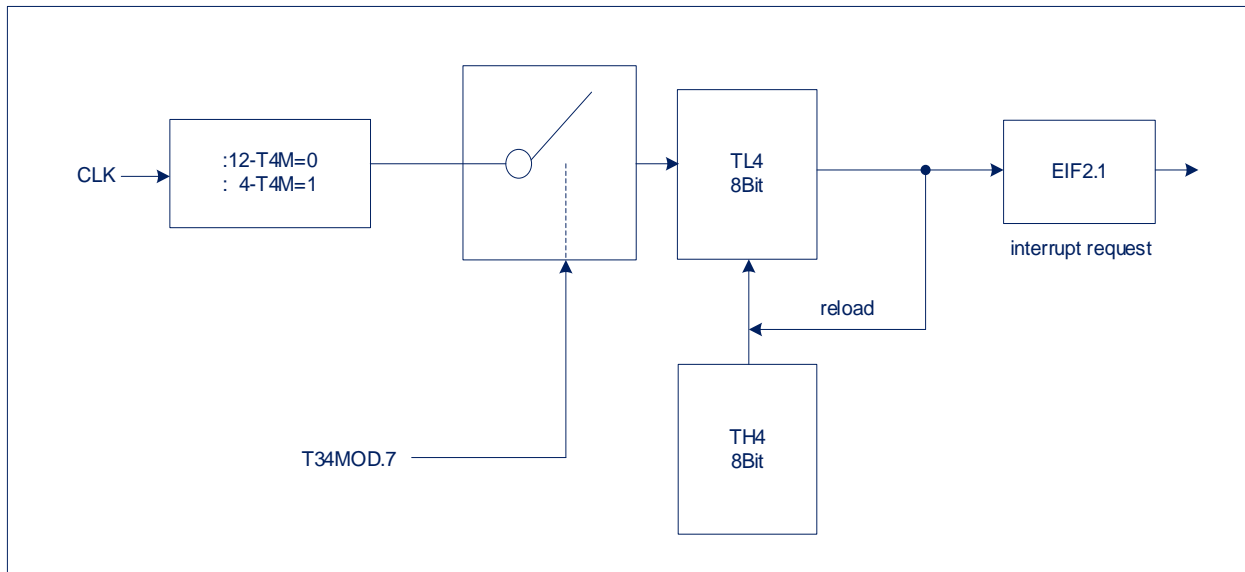 CLK
:12-T4M=0
: 4-T4M=1
TL4
8Bit
EIF2.1
interrupt request
reload
TH4
8Bit
T34MOD.7